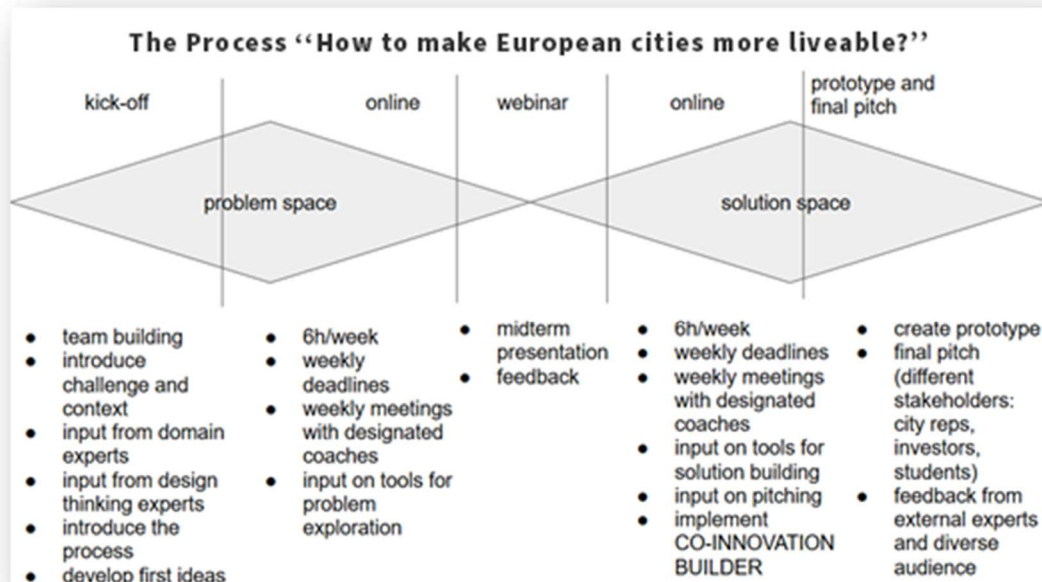 The Process ‘‘How to make European cities more liveable?’’
kick-off
online
webinar
online
prototype and
final pitch
problem space
solution space
● team building
● introduce
challenge and
context
● input from domain
experts
● input from design
thinking experts
● introduce the
process
● develop first ideas
● 6h/week
● weekly
deadlines
● weekly meetings
with designated
coaches
● input on tools for
problem
exploration
● midterm
presentation
● feedback
● 6h/week
● weekly deadlines
● weekly meetings
with designated
coaches
● input on tools for
solution building
● input on pitching
● implement
CO-INNOVATION
BUILDER
● create prototype
● final pitch
(different
stakeholders:
city reps,
investors,
students)
● feedback from
external experts
and diverse
audience